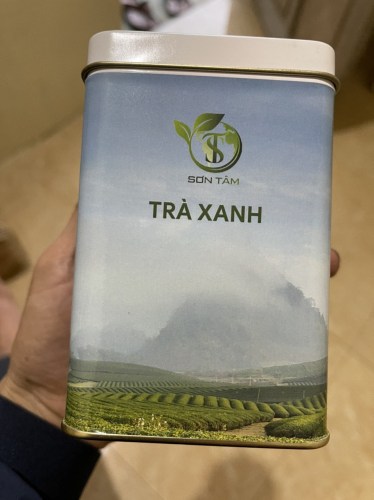 ST
SƠN TÂM
TRÀ XANH